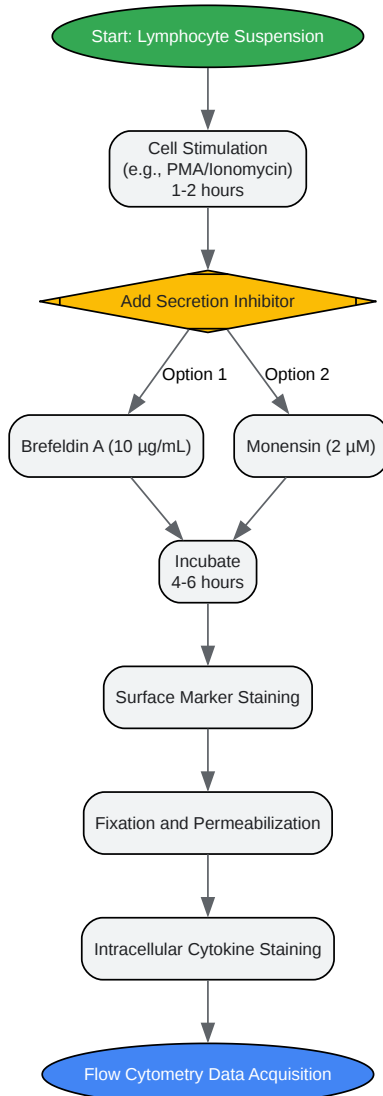 Start: Lymphocyte Suspension
Cell Stimulation
(e.g., PMA/Ionomycin)
1-2 hours
Add Secretion Inhibitor
Option 1
Option 2
Brefeldin A (10 µg/mL)
Monensin (2 µM)
Incubate
4-6 hours
Surface Marker Staining
Fixation and Permeabilization
Intracellular Cytokine Staining
Flow Cytometry Data Acquisition